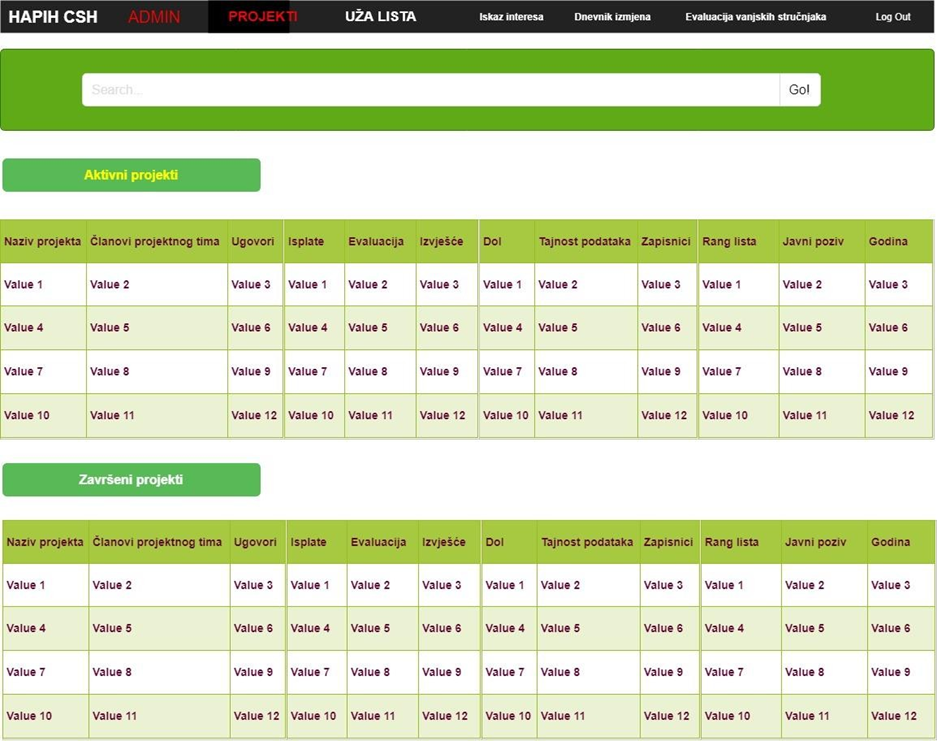 HAPIH CSH ADMIN PROJEKTI UŽA LISTA Iskaz interesa Dnevnik izmjena Evaluacija vanjskih stručnjaka Log Out
Search... Go!
Aktivni projekti
Naziv projekta Članovi projektnog tima Ugovori Isplate Evaluacija Izvješće Dol Tajnost podataka Zapisnici Rang lista Javni poziv Godina
Value 1 Value 2 Value 3 Value 1 Value 2 Value 3 Value 1 Value 2 Value 3 Value 1 Value 2 Value 3
Value 4 Value 5 Value 6 Value 4 Value 5 Value 6 Value 4 Value 5 Value 6 Value 4 Value 5 Value 6
Value 7 Value 8 Value 9 Value 7 Value 8 Value 9 Value 7 Value 8 Value 9 Value 7 Value 8 Value 9
Value 10 Value 11 Value 12 Value 10 Value 11 Value 12 Value 10 Value 11 Value 12 Value 10 Value 11 Value 12
Završeni projekti
Naziv projekta Članovi projektnog tima Ugovori Isplate Evaluacija Izvješće Dol Tajnost podataka Zapisnici Rang lista Javni poziv Godina
Value 1 Value 2 Value 3 Value 1 Value 2 Value 3 Value 1 Value 2 Value 3 Value 1 Value 2 Value 3
Value 4 Value 5 Value 6 Value 4 Value 5 Value 6 Value 4 Value 5 Value 6 Value 4 Value 5 Value 6
Value 7 Value 8 Value 9 Value 7 Value 8 Value 9 Value 7 Value 8 Value 9 Value 7 Value 8 Value 9
Value 10 Value 11 Value 12 Value 10 Value 11 Value 12 Value 10 Value 11 Value 12 Value 10 Value 11 Value 12